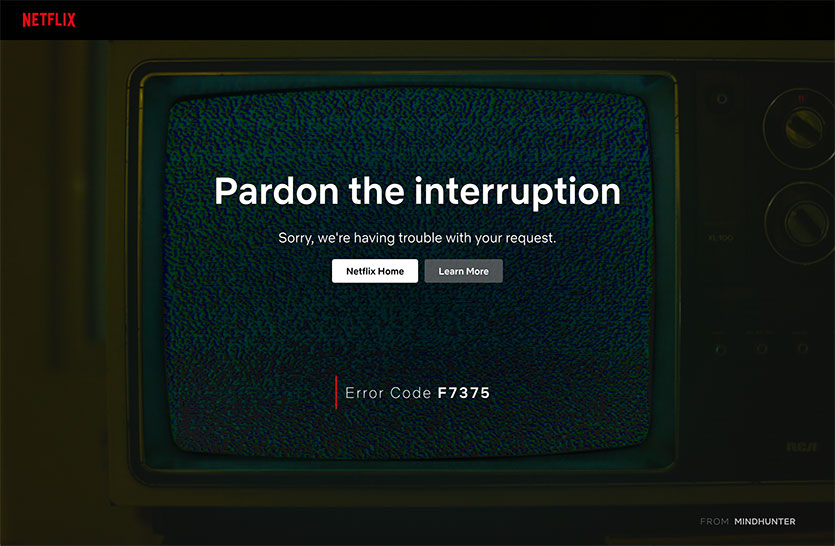 NETFLIX
Pardon the interruption
Sorry, we're having trouble with your request.
Netflix Home
Learn More
Error Code F7375
RCA
FROM MINDHUNTER